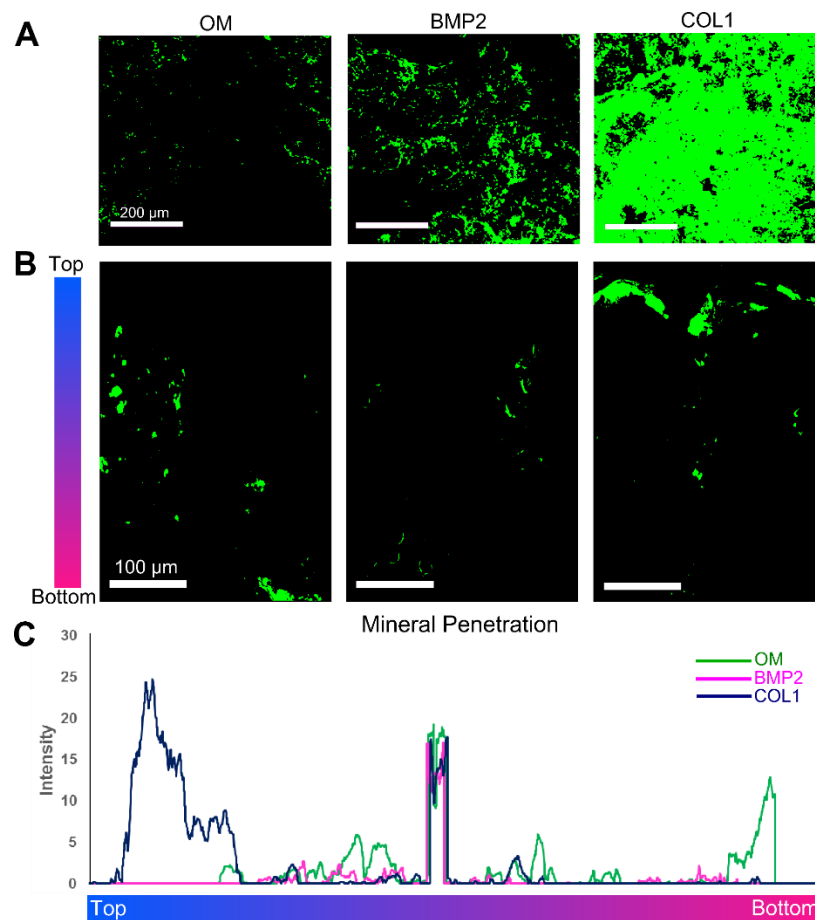 A
OM
BMP2
COL1
200 µm
B
Top
100 µm
Bottom
C
Mineral Penetration
30
25
20
15
10
5
0
Intensity
OM
BMP2
COL1
Top
Bottom